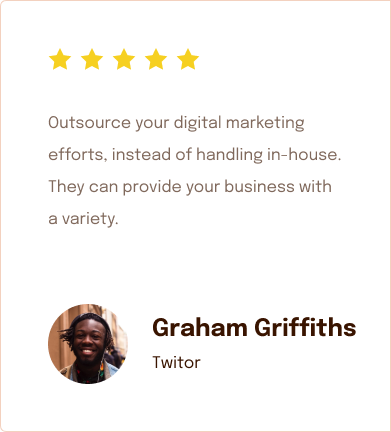 Outsource your digital marketing
efforts, instead of handling in-house.
They can provide your business with
a variety.
Graham Griffiths
Twitor